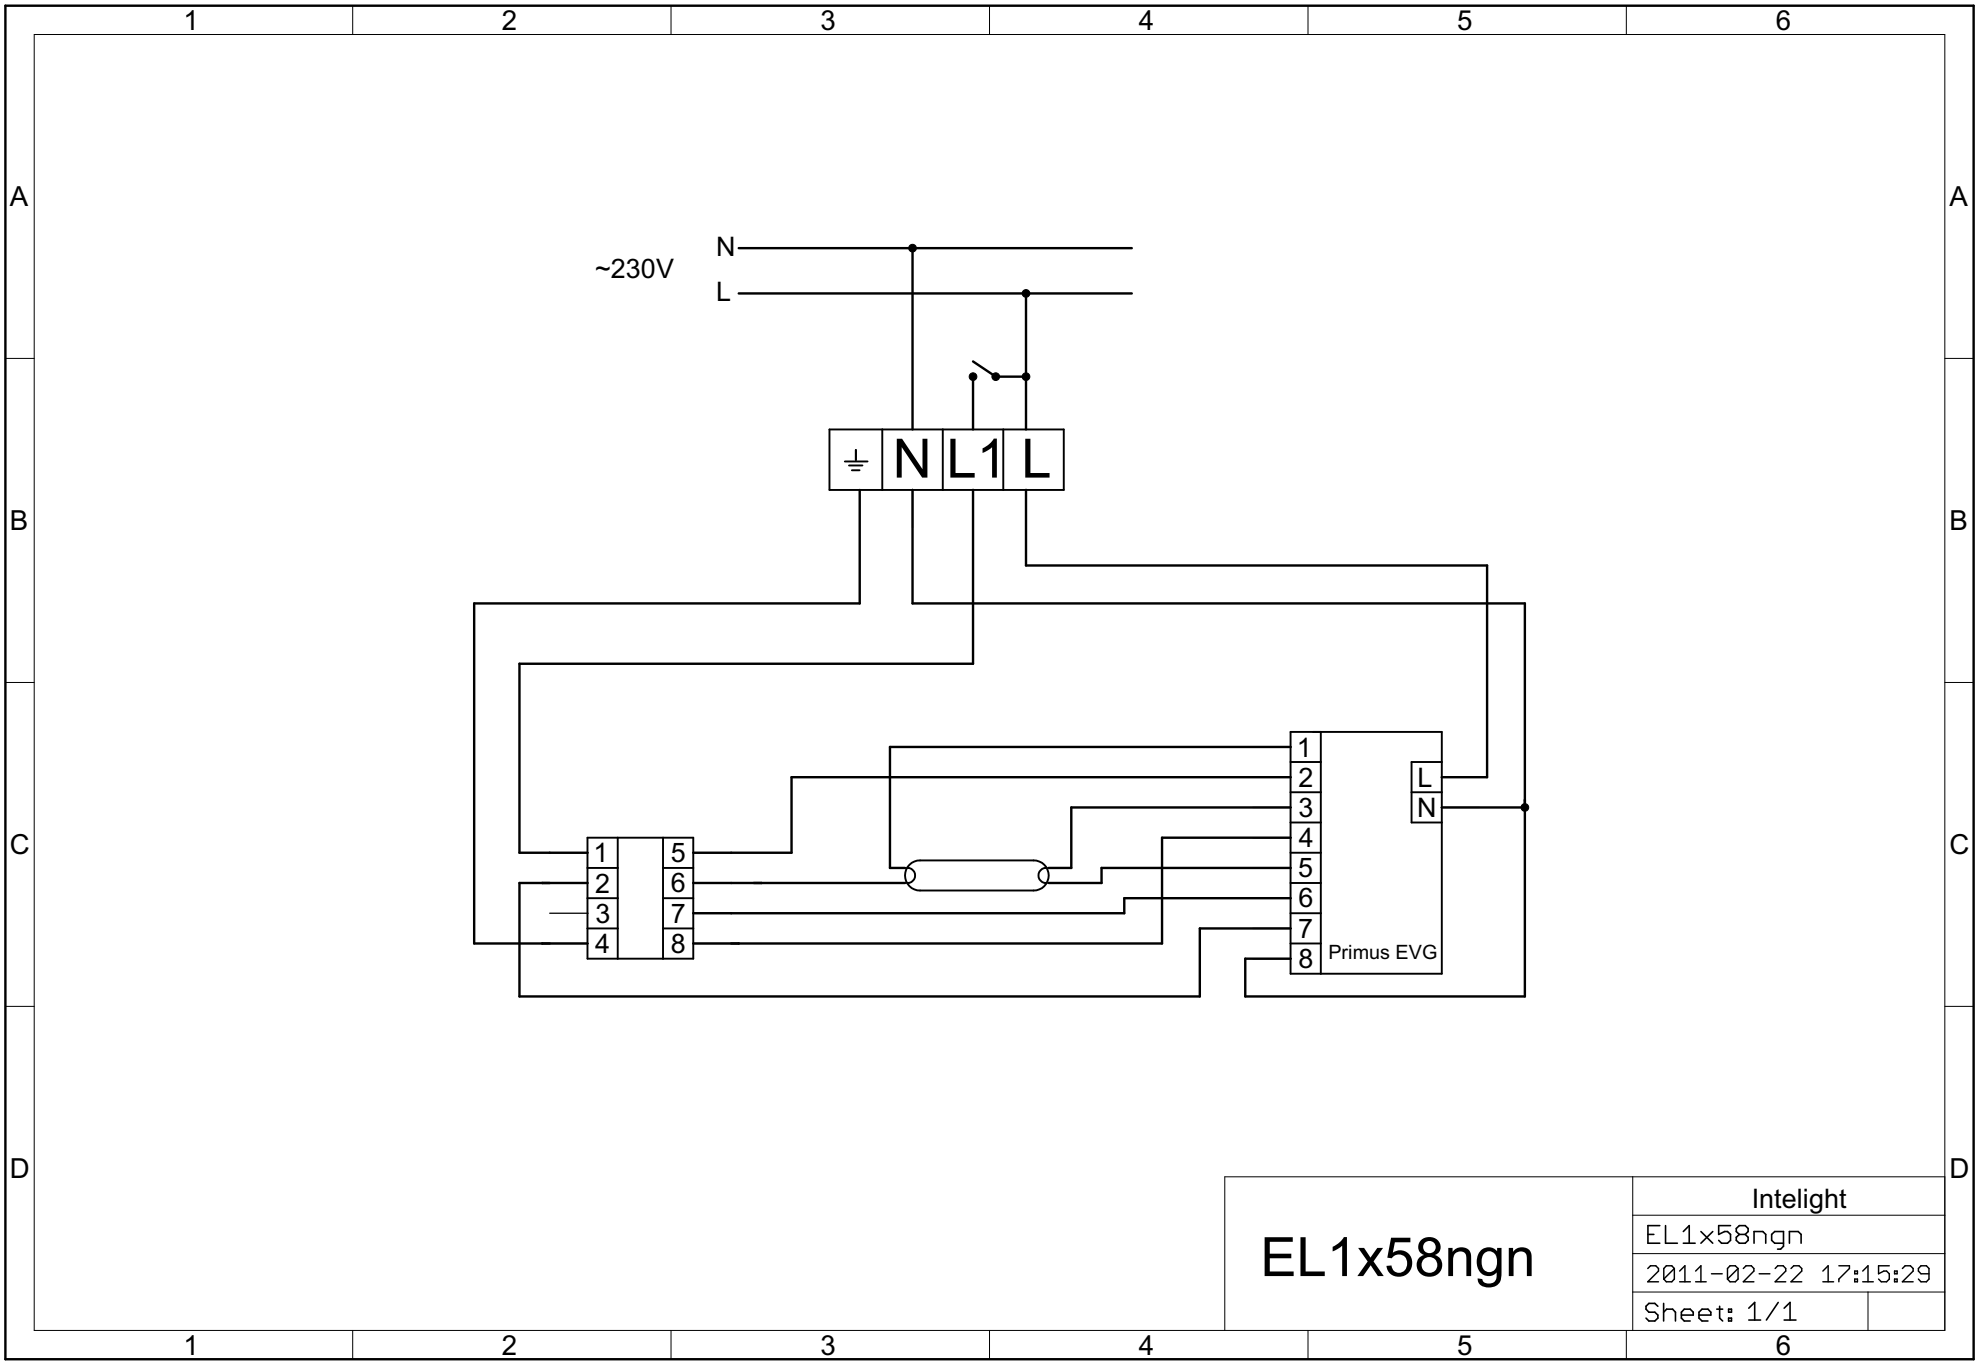 1 2 3 4 5 6
A A
N
~230V
L
N L1 L
B B
1
2 L
3 N
4
C C
1 5
5
2 6
6
3 7
7
4 8
8 Primus EVG
D D
Intelight
EL1x58ngn
EL1x58ngn
2011-02-22 17:15:29
Sheet: 1/1
1 2 3 4 5 6